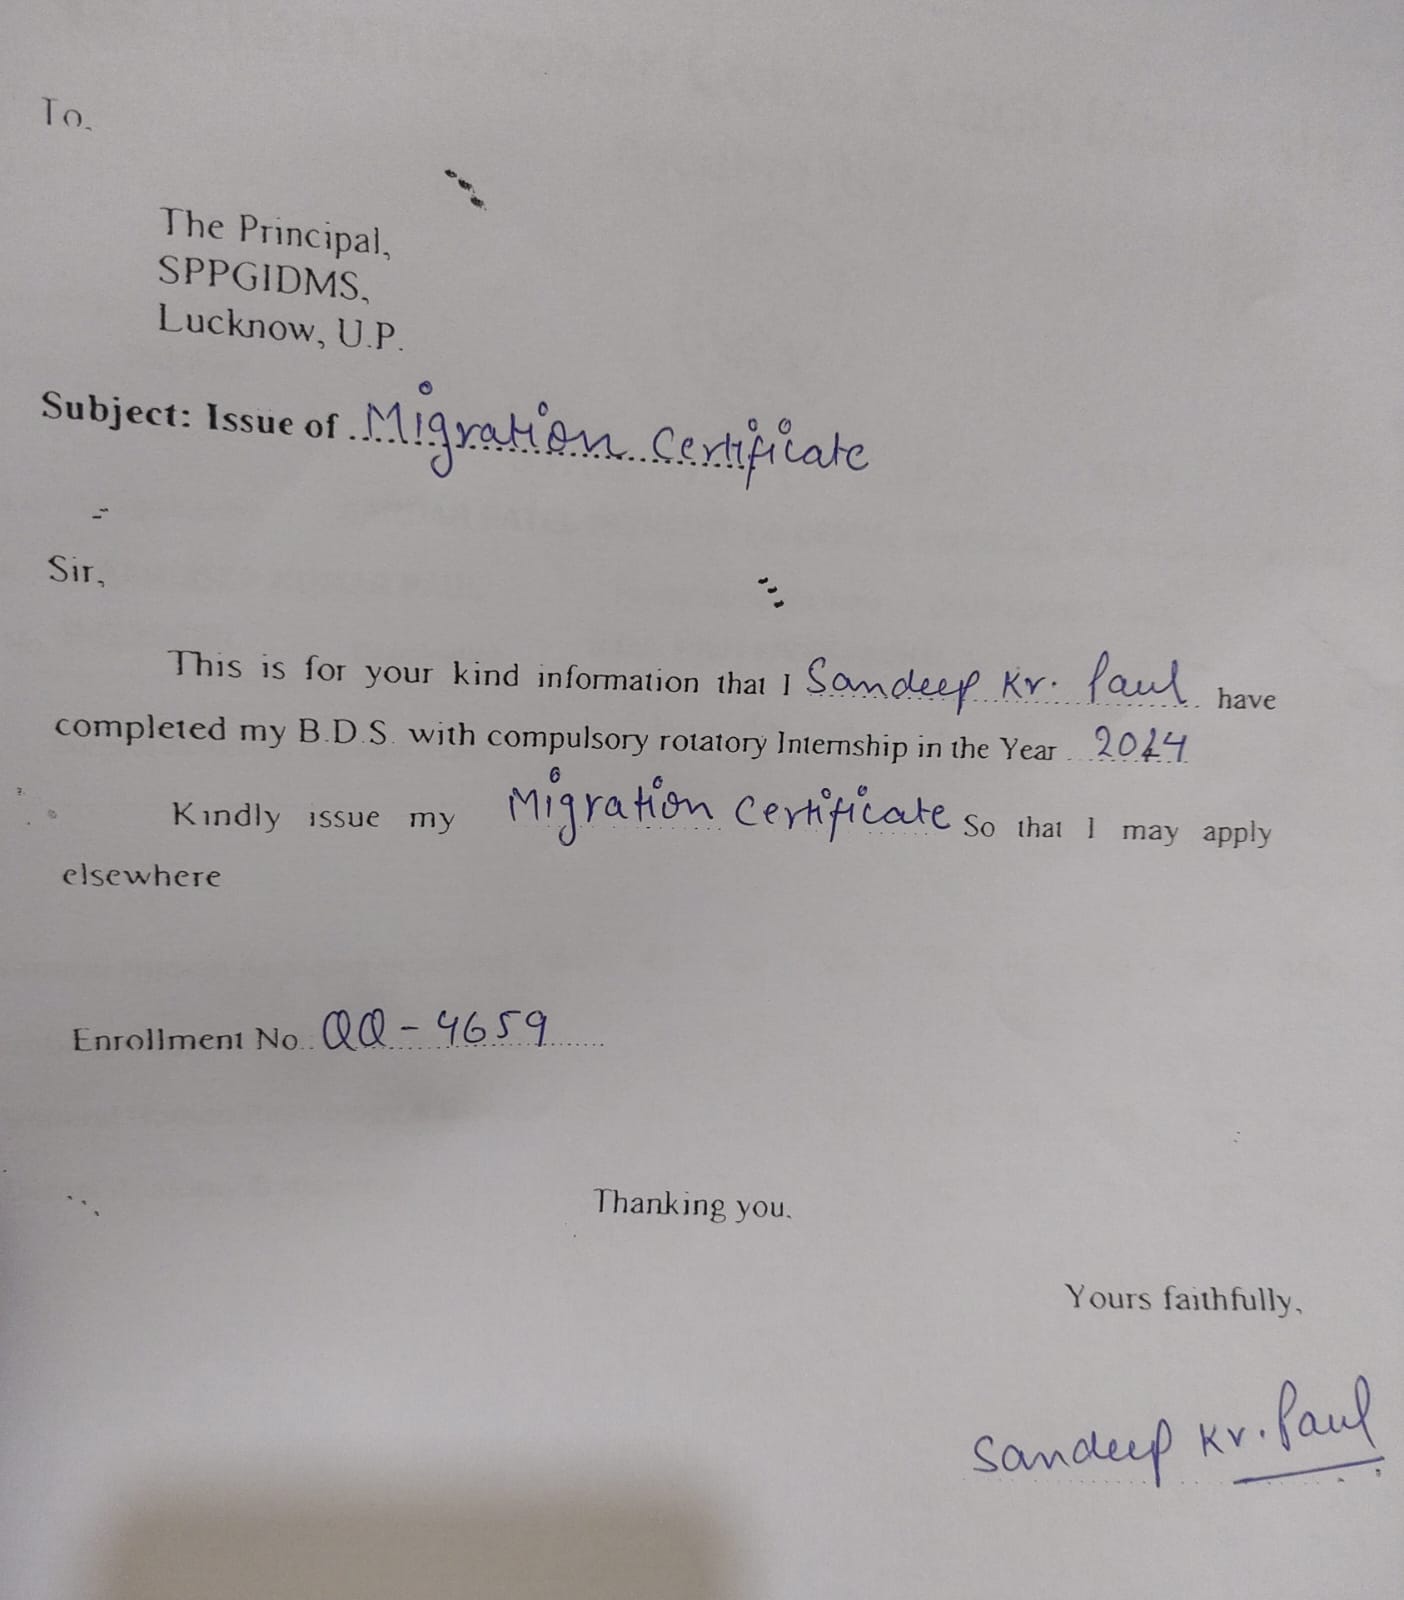 To,
The Principal,
SPPGIDMS,
Lucknow, U.P.
Subject: Issue of Migration Certificate
Sir,
This is for your kind information that I Sandeep Kr. Paul have
completed my B.D.S. with compulsory rotatory Internship in the Year 2014
Kindly issue my Migration Certificate So that I may apply
elsewhere
Enrollment No. QQ-4659
Thanking you.
Yours faithfully,
Sandeep Kr. Paul